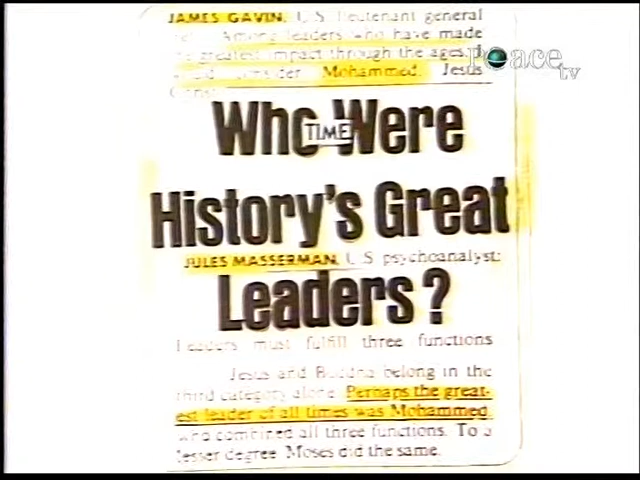 JAMES GAVIN, U.S. lieutenant general
Among leaders who have made
greatest impact through the ages, I
would consider Mohammed, Jesus
Peace tv
Who Were
TIME
History's Great
JULES MASSERMAN, U S psychoanalyst:
Leaders?
Leaders must fulfill three functions
Jesus and Buddha belong in the
third category alone. Perhaps the great-
est leader of all times was Mohammed,
who combined all three functions. To a
lesser degree Moses did the same.